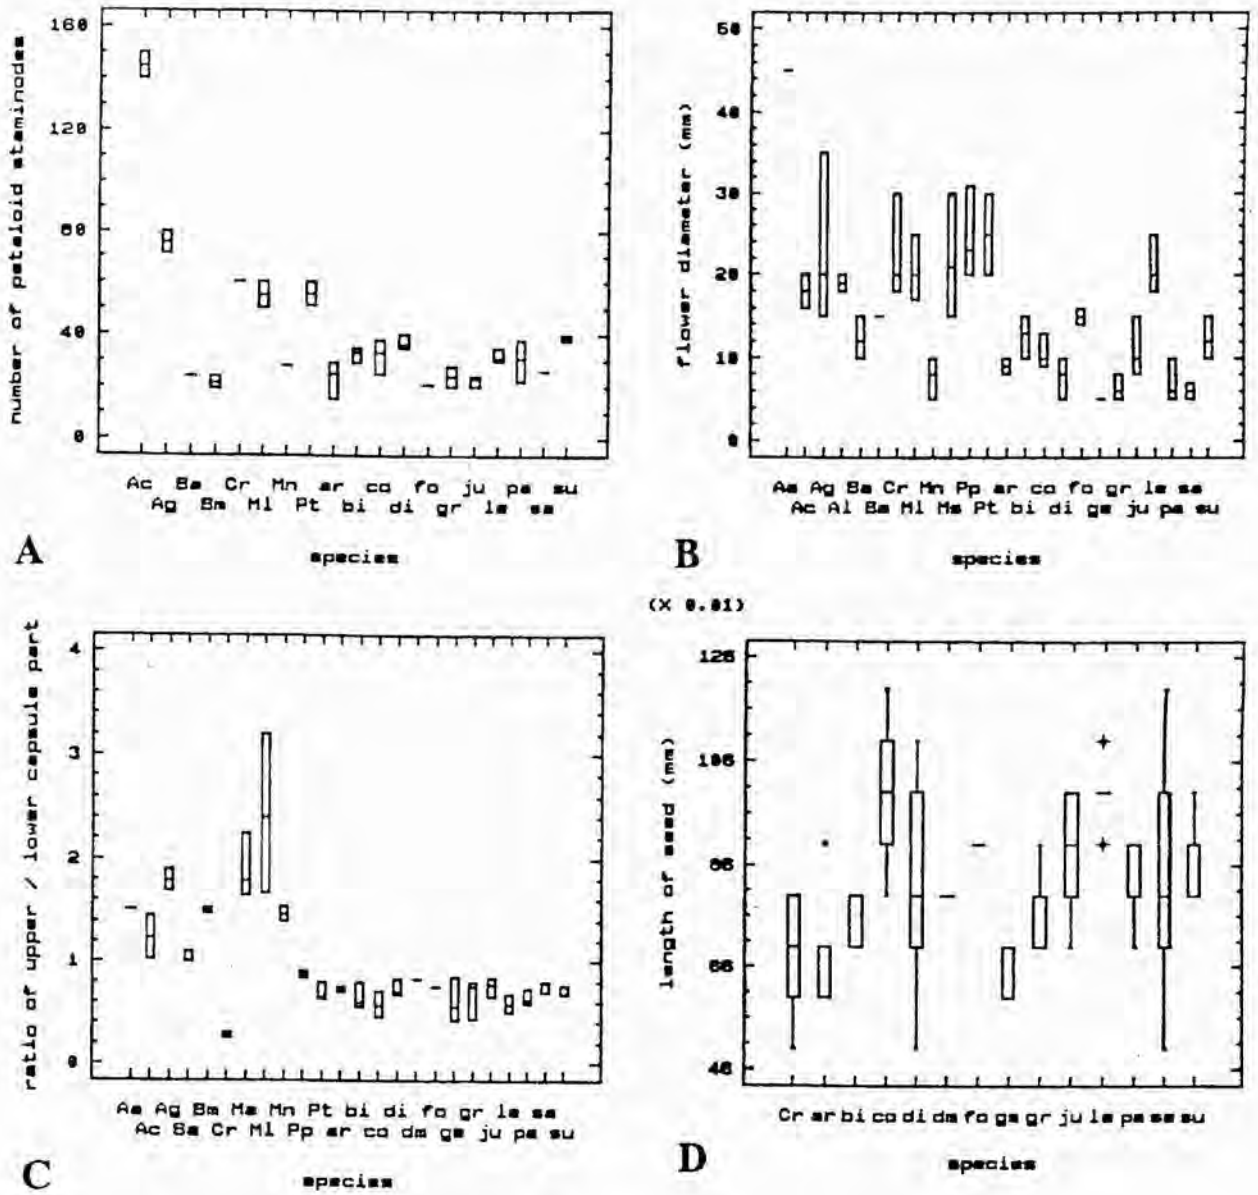 160
120
80
40
0
number of petaloid staminodes
Ac Ba Cr Mn ar co fo ju pa su
Ag Bm Ml Pt bi di gr le sa
species
A
50
40
30
20
10
0
flower diameter (mm)
Aa Ag Ba Cr Mn Pp ar co fo gr le sa
Ac Al Bm Ml Ms Pt bi di ga ju pa su
species
B
4
3
2
1
0
ratio of upper / lower capsule part
Aa Ag Bm Ms Mn Pt bi di fo gr le sa
Ac Ba Cr Ml Pp ar co dm ga ju pa su
species
C
(X 0.01)
126
106
86
66
46
length of seed (mm)
Cr ar bi co di dm fo ga gr ju le pa sa su
species
D